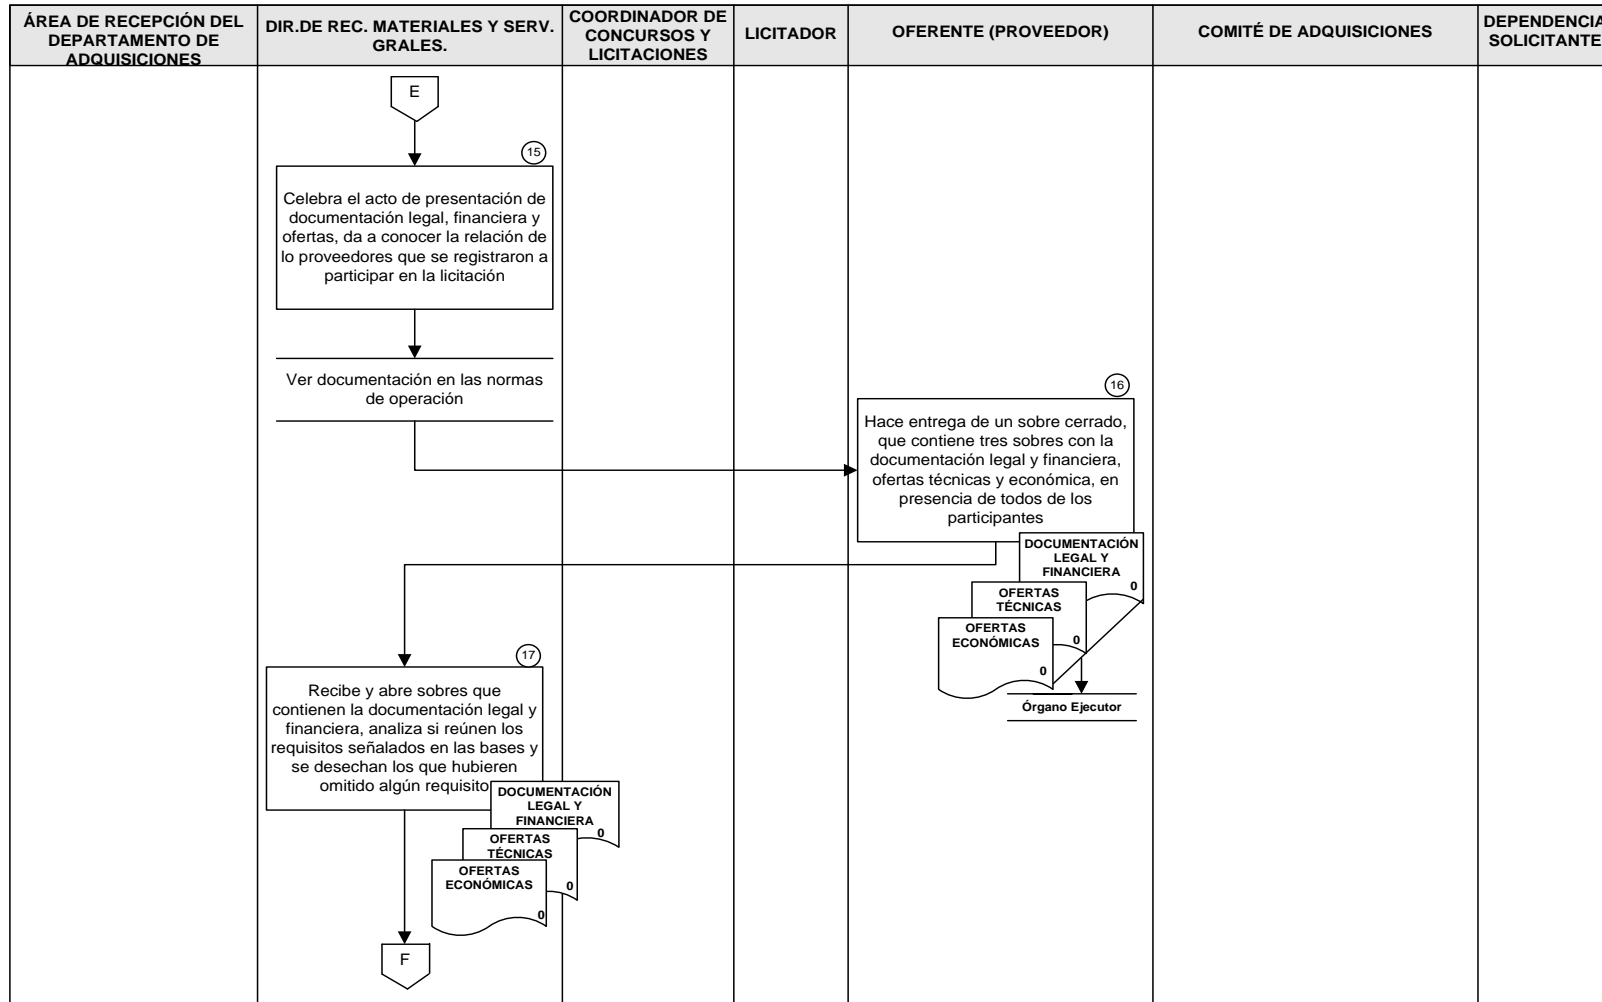 ÁREA DE RECEPCIÓN DEL
DEPARTAMENTO DE
ADQUISICIONES
DIR.DE REC. MATERIALES Y SERV.
GRALES.
COORDINADOR DE
CONCURSOS Y
LICITACIONES
LICITADOR
OFERENTE (PROVEEDOR)
COMITÉ DE ADQUISICIONES
DEPENDENCIA
SOLICITANTE
E
15
Celebra el acto de presentación de
documentación legal, financiera y
ofertas, da a conocer la relación de
lo proveedores que se registraron a
participar en la licitación
Ver documentación en las normas
de operación
16
Hace entrega de un sobre cerrado,
que contiene tres sobres con la
documentación legal y financiera,
ofertas técnicas y económica, en
presencia de todos de los
participantes
DOCUMENTACIÓN
LEGAL Y
FINANCIERA
0
OFERTAS
TÉCNICAS
0
OFERTAS
ECONÓMICAS
0
Órgano Ejecutor
17
Recibe y abre sobres que
contienen la documentación legal y
financiera, analiza si reúnen los
requisitos señalados en las bases y
se desechan los que hubieren
omitido algún requisito
DOCUMENTACIÓN
LEGAL Y
FINANCIERA
0
OFERTAS
TÉCNICAS
0
OFERTAS
ECONÓMICAS
0
F